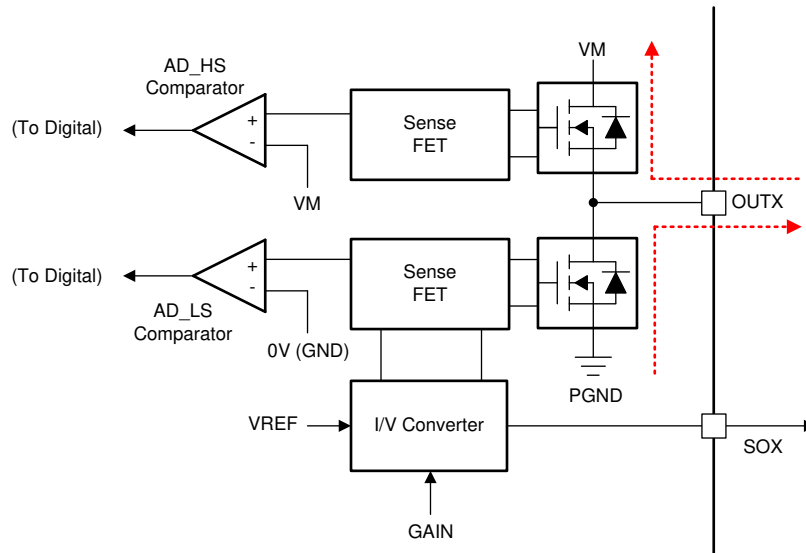 VM
AD_HS
Comparator
+
-
(To Digital)
Sense
FET
VM
OUTX
+
-
(To Digital)
Sense
FET
AD_LS
Comparator
0V (GND)
PGND
VREF
I/V Converter
SOX
GAIN